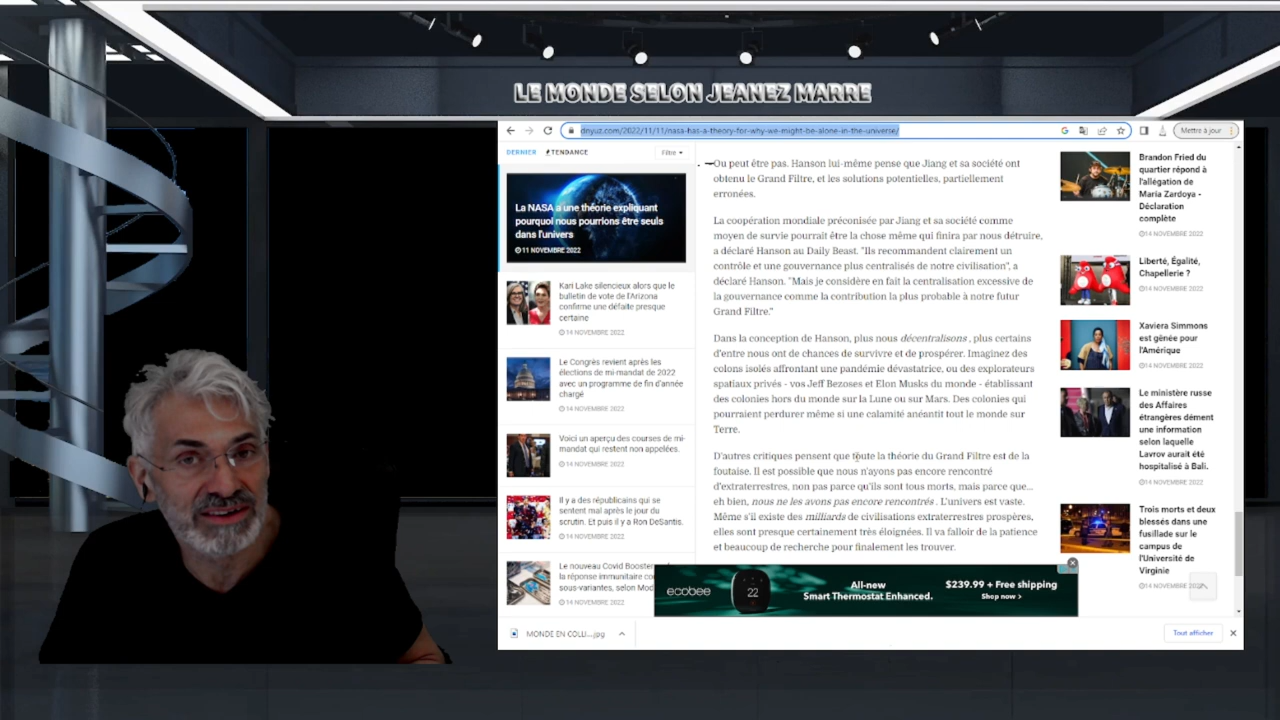 LE MONDE SELON JEANEZ MARRE
dnyuz.com/2022/11/11/nasa-has-a-theory-for-why-we-might-be-alone-in-the-universe/
Mettre à jour
DERNIER
TENDANCE
Filtre
La NASA a une théorie expliquant
pourquoi nous pourrions être seuls
dans l'univers
11 NOVEMBRE 2022
Kari Lake silencieux alors que le
bulletin de vote de l'Arizona
confirme une défaite presque
certaine
14 NOVEMBRE 2022
Le Congrès revient après les
élections de mi-mandat de 2022
avec un programme de fin d'année
chargé
14 NOVEMBRE 2022
Voici un aperçu des courses de mi-
mandat qui restent non appelées.
14 NOVEMBRE 2022
Il y a des républicains qui se
sentent mal après le jour du
scrutin. Et puis il y a Ron DeSantis.
14 NOVEMBRE 2022
Le nouveau Covid Booster
la réponse immunitaire co
sous-variantes, selon Mod
14 NOVEMBRE 2022
Ou peut être pas. Hanson lui-même pense que Jiang et sa société ont
obtenu le Grand Filtre, et les solutions potentielles, partiellement
erronées.
La coopération mondiale préconisée par Jiang et sa société comme
moyen de survie pourrait être la chose même qui finira par nous détruire,
a déclaré Hanson au Daily Beast. "Ils recommandent clairement un
contrôle et une gouvernance plus centralisés de notre civilisation", a
déclaré Hanson. "Mais je considère en fait la centralisation excessive de
la gouvernance comme la contribution la plus probable à notre futur
Grand Filtre."
Dans la conception de Hanson, plus nous décentralisons , plus certains
d'entre nous ont de chances de survivre et de prospérer. Imaginez des
colons isolés affrontant une pandémie dévastatrice, ou des explorateurs
spatiaux privés - vos Jeff Bezoses et Elon Musks du monde - établissant
des colonies hors du monde sur la Lune ou sur Mars. Des colonies qui
pourraient perdurer même si une calamité anéantit tout le monde sur
Terre.
D'autres critiques pensent que toute la théorie du Grand Filtre est de la
foutaise. Il est possible que nous n'ayons pas encore rencontré
d'extraterrestres, non pas parce qu'ils sont tous morts, mais parce que...
eh bien, nous ne les avons pas encore rencontrés . L'univers est vaste.
Même s'il existe des milliards de civilisations extraterrestres prospères,
elles sont presque certainement très éloignées. Il va falloir de la patience
et beaucoup de recherche pour finalement les trouver.
Brandon Fried du
quartier répond à
l'allégation de
Maria Zardoya -
Déclaration
complète
14 NOVEMBRE 2022
Liberté, Égalité,
Chapellerie ?
14 NOVEMBRE 2022
Xaviera Simmons
est gênée pour
l'Amérique
14 NOVEMBRE 2022
Le ministère russe
des Affaires
étrangères dément
une information
selon laquelle
Lavrov aurait été
hospitalisé à Bali.
14 NOVEMBRE 2022
Trois morts et deux
blessés dans une
fusillade sur le
campus de
l'Université de
Virginie
14 NOVEMBRE 2022
ecobee
22
All-new
Smart Thermostat Enhanced.
$239.99 + Free shipping
Shop now >
MONDE EN COLLI....jpg
Tout afficher